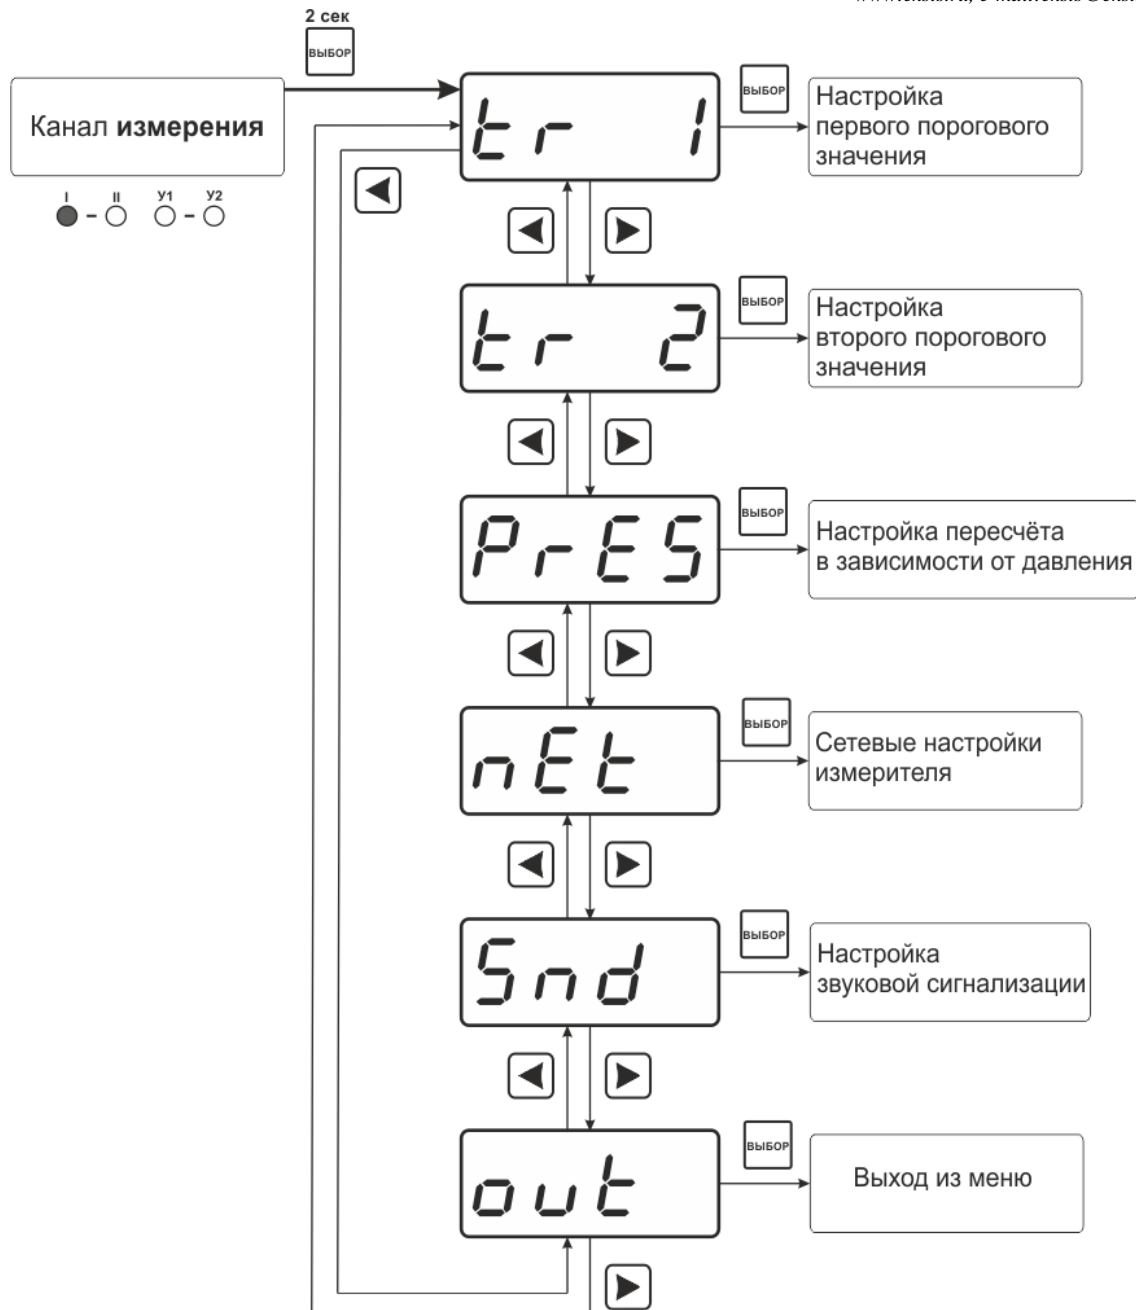 2 сек
ВЫБОР
Канал измерения
I II У1 У2
tr 1
ВЫБОР
Настройка
первого порогового
значения
tr 2
ВЫБОР
Настройка
второго порогового
значения
PrES
ВЫБОР
Настройка пересчёта
в зависимости от давления
nEt
ВЫБОР
Сетевые настройки
измерителя
Snd
ВЫБОР
Настройка
звуковой сигнализации
out
ВЫБОР
Выход из меню